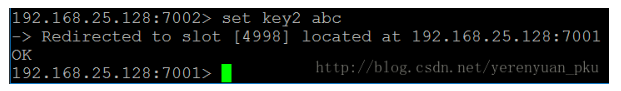 192.168.25.128:7002> set key2 abc
-> Redirected to slot [4998] located at 192.168.25.128:7001
OK
192.168.25.128:7001>
http://blog.csdn.net/yerenyuan_pku